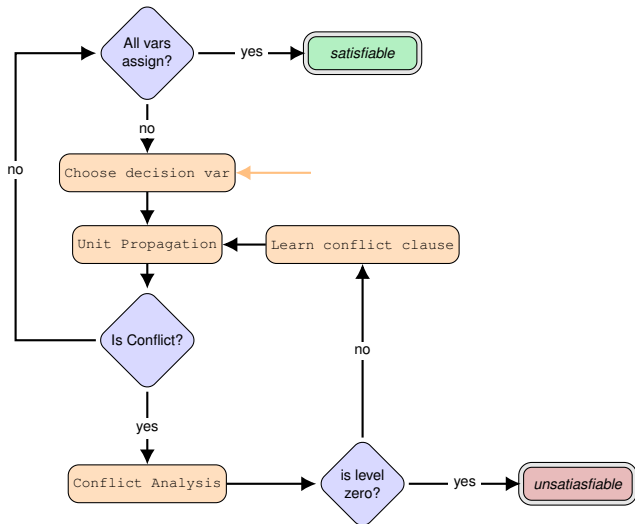 All vars
assign?
yes
satisfiable
no
no
Choose decision var
Unit Propagation
Learn conflict clause
Is Conflict?
no
yes
Conflict Analysis
is level
zero?
yes
unsatiasfiable